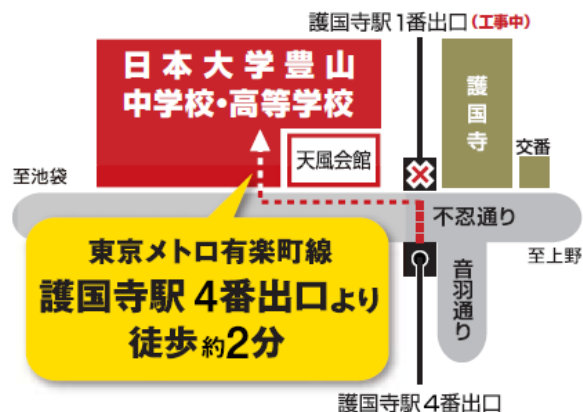 護国寺駅1番出口(工事中)
日本大学豊山
中学校・高等学校
護国寺
天風会館
交番
至池袋
不忍通り
至上野
音羽通り
東京メトロ有楽町線
護国寺駅 4番出口より
徒歩約2分
護国寺駅4番出口